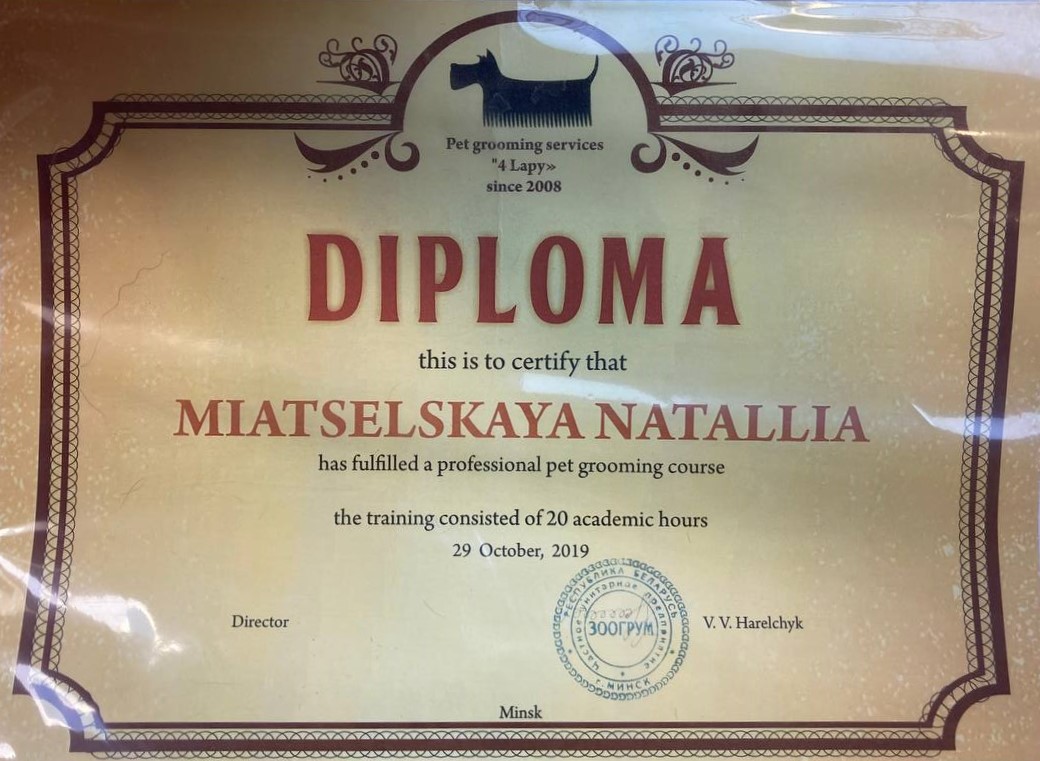 Pet grooming services
"4 Lapy»
since 2008
DIPLOMA
this is to certify that
MIATSELSKAYA NATALLIA
has fulfilled a professional pet grooming course
the training consisted of 20 academic hours
29 October, 2019
РЕСПУБЛИКА БЕЛАРУСЬ
Частное унитарное предприятие
ЗООГРУМ
г. МИНСК
Director
V. V. Harelchyk
Minsk